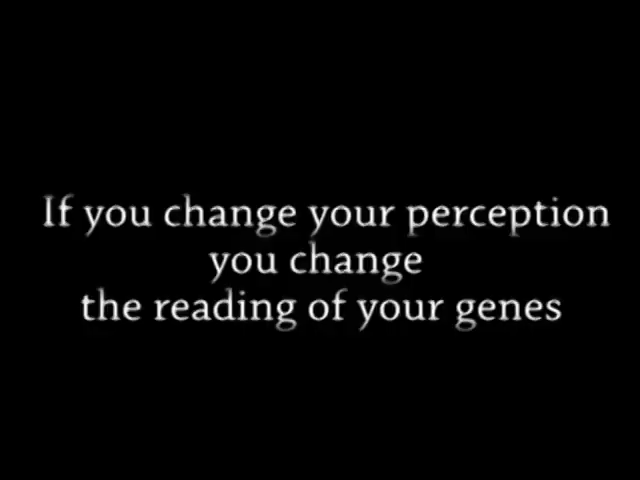 If you change your perception
you change
the reading of your genes